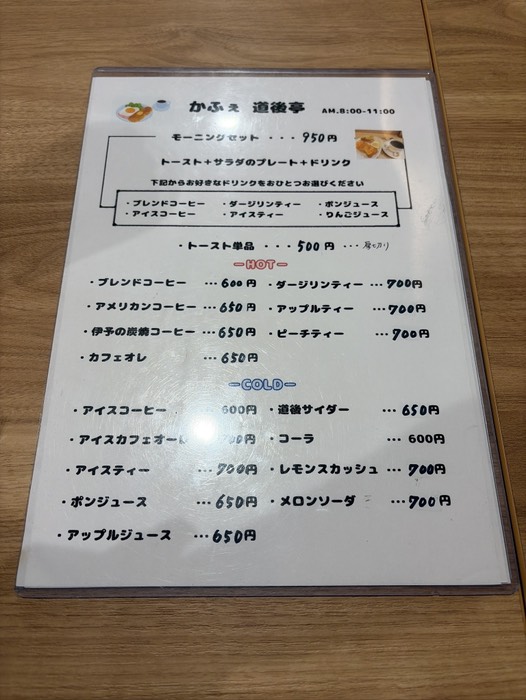 かふぇ 道後亭 AM.8:00-11:00
モーニングセット ・・・ 950円
トースト+サラダのプレート+ドリンク
下記からお好きなドリンクをおひとつお選びください
・ブレンドコーヒー ・ダージリンティー ・ポンジュース
・アイスコーヒー ・アイスティー ・りんごジュース
・トースト単品 ・・・ 500円 ・・・ 厚切り
-HOT-
・ブレンドコーヒー ・・・ 600円 ・ダージリンティー ・・・ 700円
・アメリカンコーヒー ・・・ 650円 ・アップルティー ・・・ 700円
・伊予の炭焼コーヒー ・・・ 650円 ・ピーチティー ・・・ 700円
・カフェオレ ・・・ 650円
-COLD-
・アイスコーヒー 600円 ・道後サイダー ・・・ 650円
・アイスカフェオーレ 円 ・コーラ ・・・ 600円
・アイスティー ・・・ 700円 ・レモンスカッシュ ・・・ 700円
・ポンジュース ・・・ 650円 ・メロンソーダ ・・・ 700円
・アップルジュース ・・・ 650円